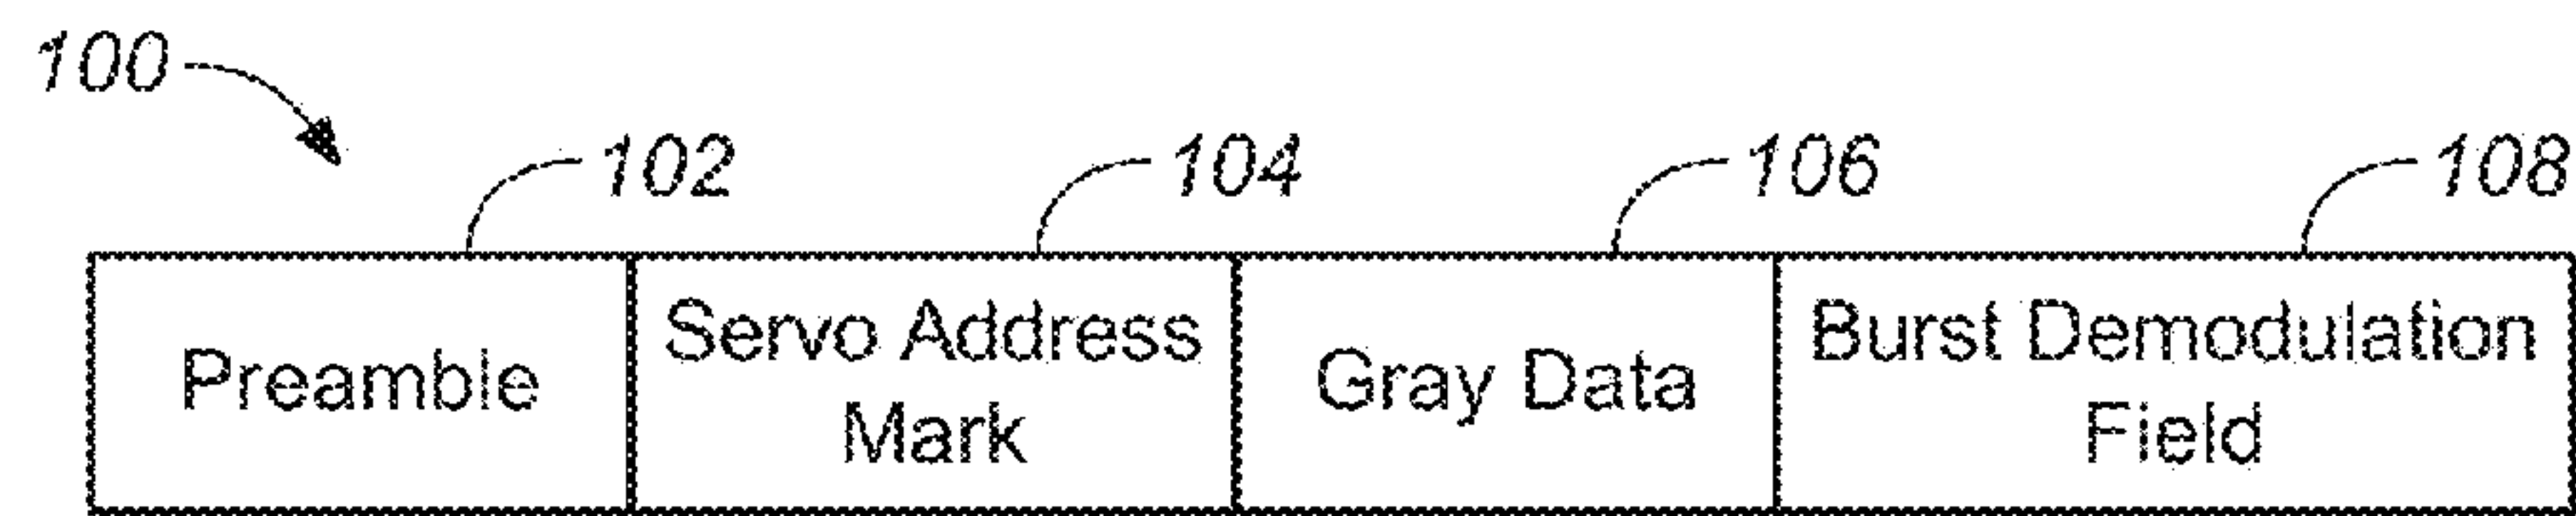 100
102
104
106
108
Preamble
Servo Address
Mark
Gray Data
Burst Demodulation
Field